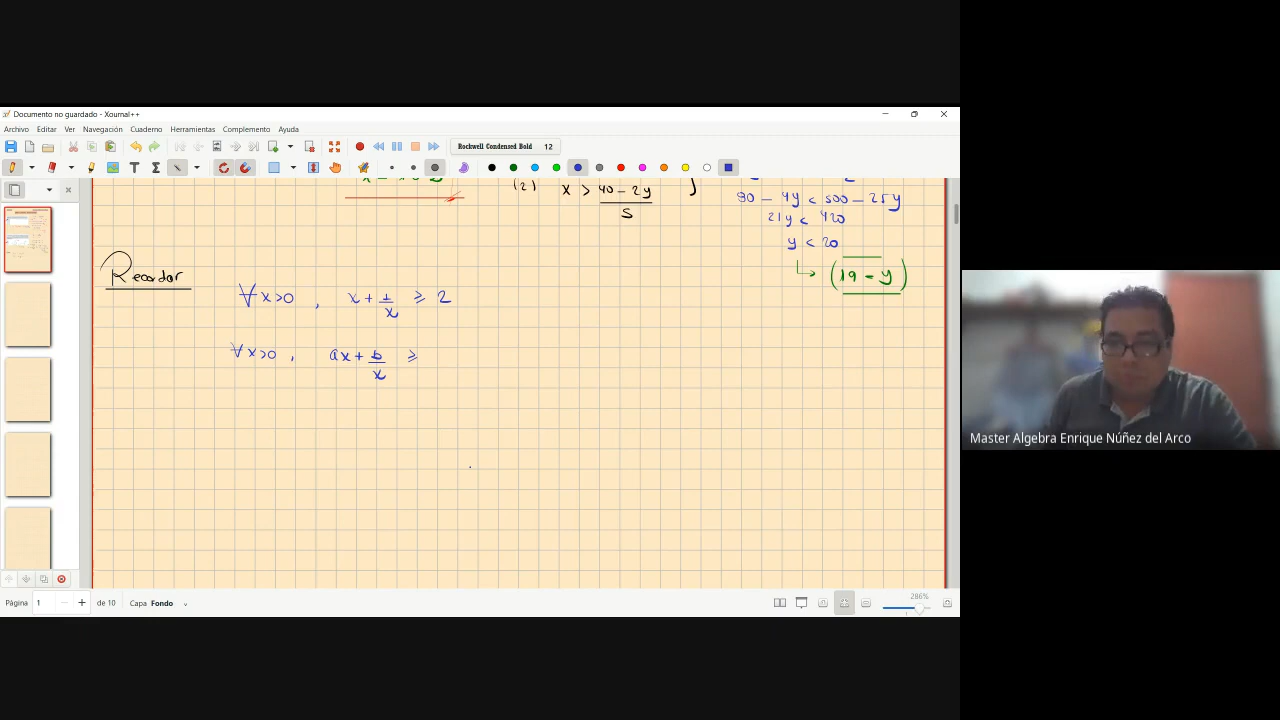 Documento no guardado - Xournal++
Archivo Editar Ver Navegación Cuaderno Herramientas Complemento Ayuda
Rockwell Condensed Bold 12
(2) x > 40 - 2y / 5
80 - 4y < 500 - 25y
21y < 420
y < 20
(19 = y)
Recordar
∀ x>0 , x + 1/x ≥ 2
∀ x>0 , ax + b/x ≥
Master Algebra Enrique Núñez del Arco
Página 1 de 10 Capa Fondo
286%